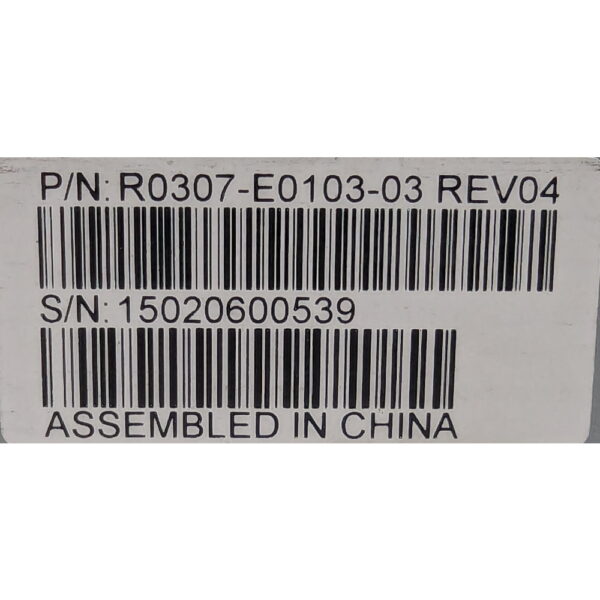 P/N: R0307-E0103-03 REV04
S/N: 15020600539
ASSEMBLED IN CHINA